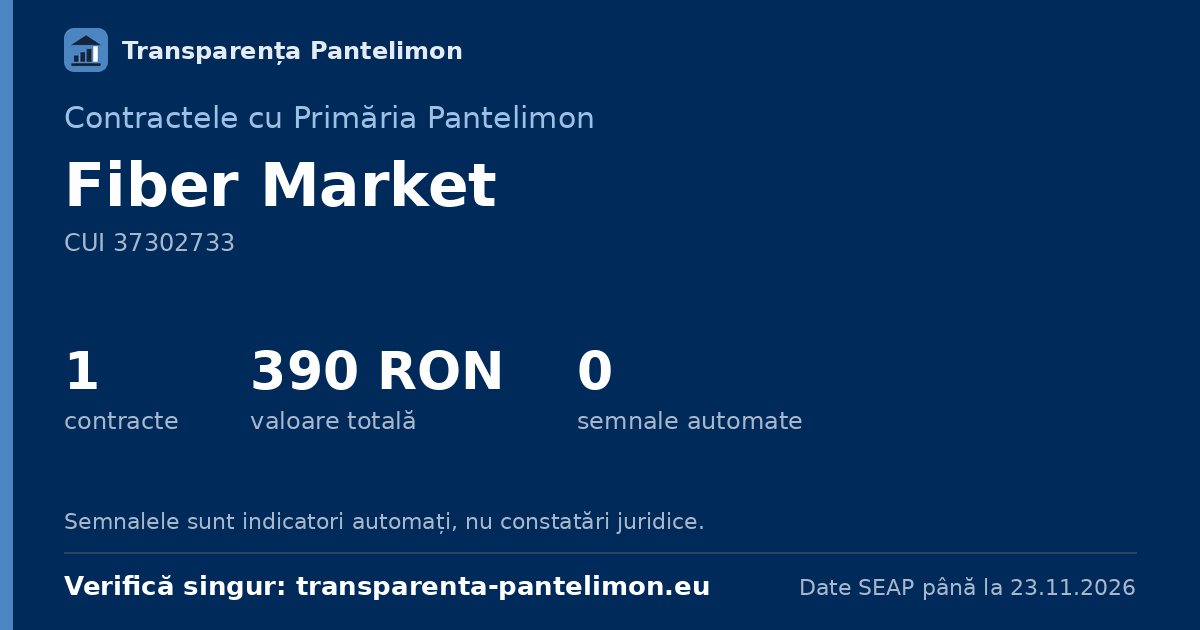 Transparența Pantelimon
Contractele cu Primăria Pantelimon
Fiber Market
CUI 37302733
1 390 RON 0
contracte valoare totală semnale automate
Semnalele sunt indicatori automați, nu constatări juridice.
Verifică singur: transparenta-pantelimon.eu Date SEAP până la 23.11.2026